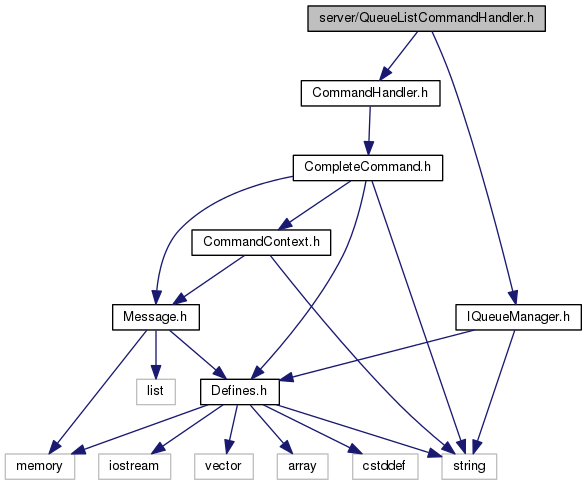 server/QueueListCommandHandler.h
CommandHandler.h
CompleteCommand.h
CommandContext.h
Message.h
IQueueManager.h
list
Defines.h
memory
iostream
vector
array
cstddef
string